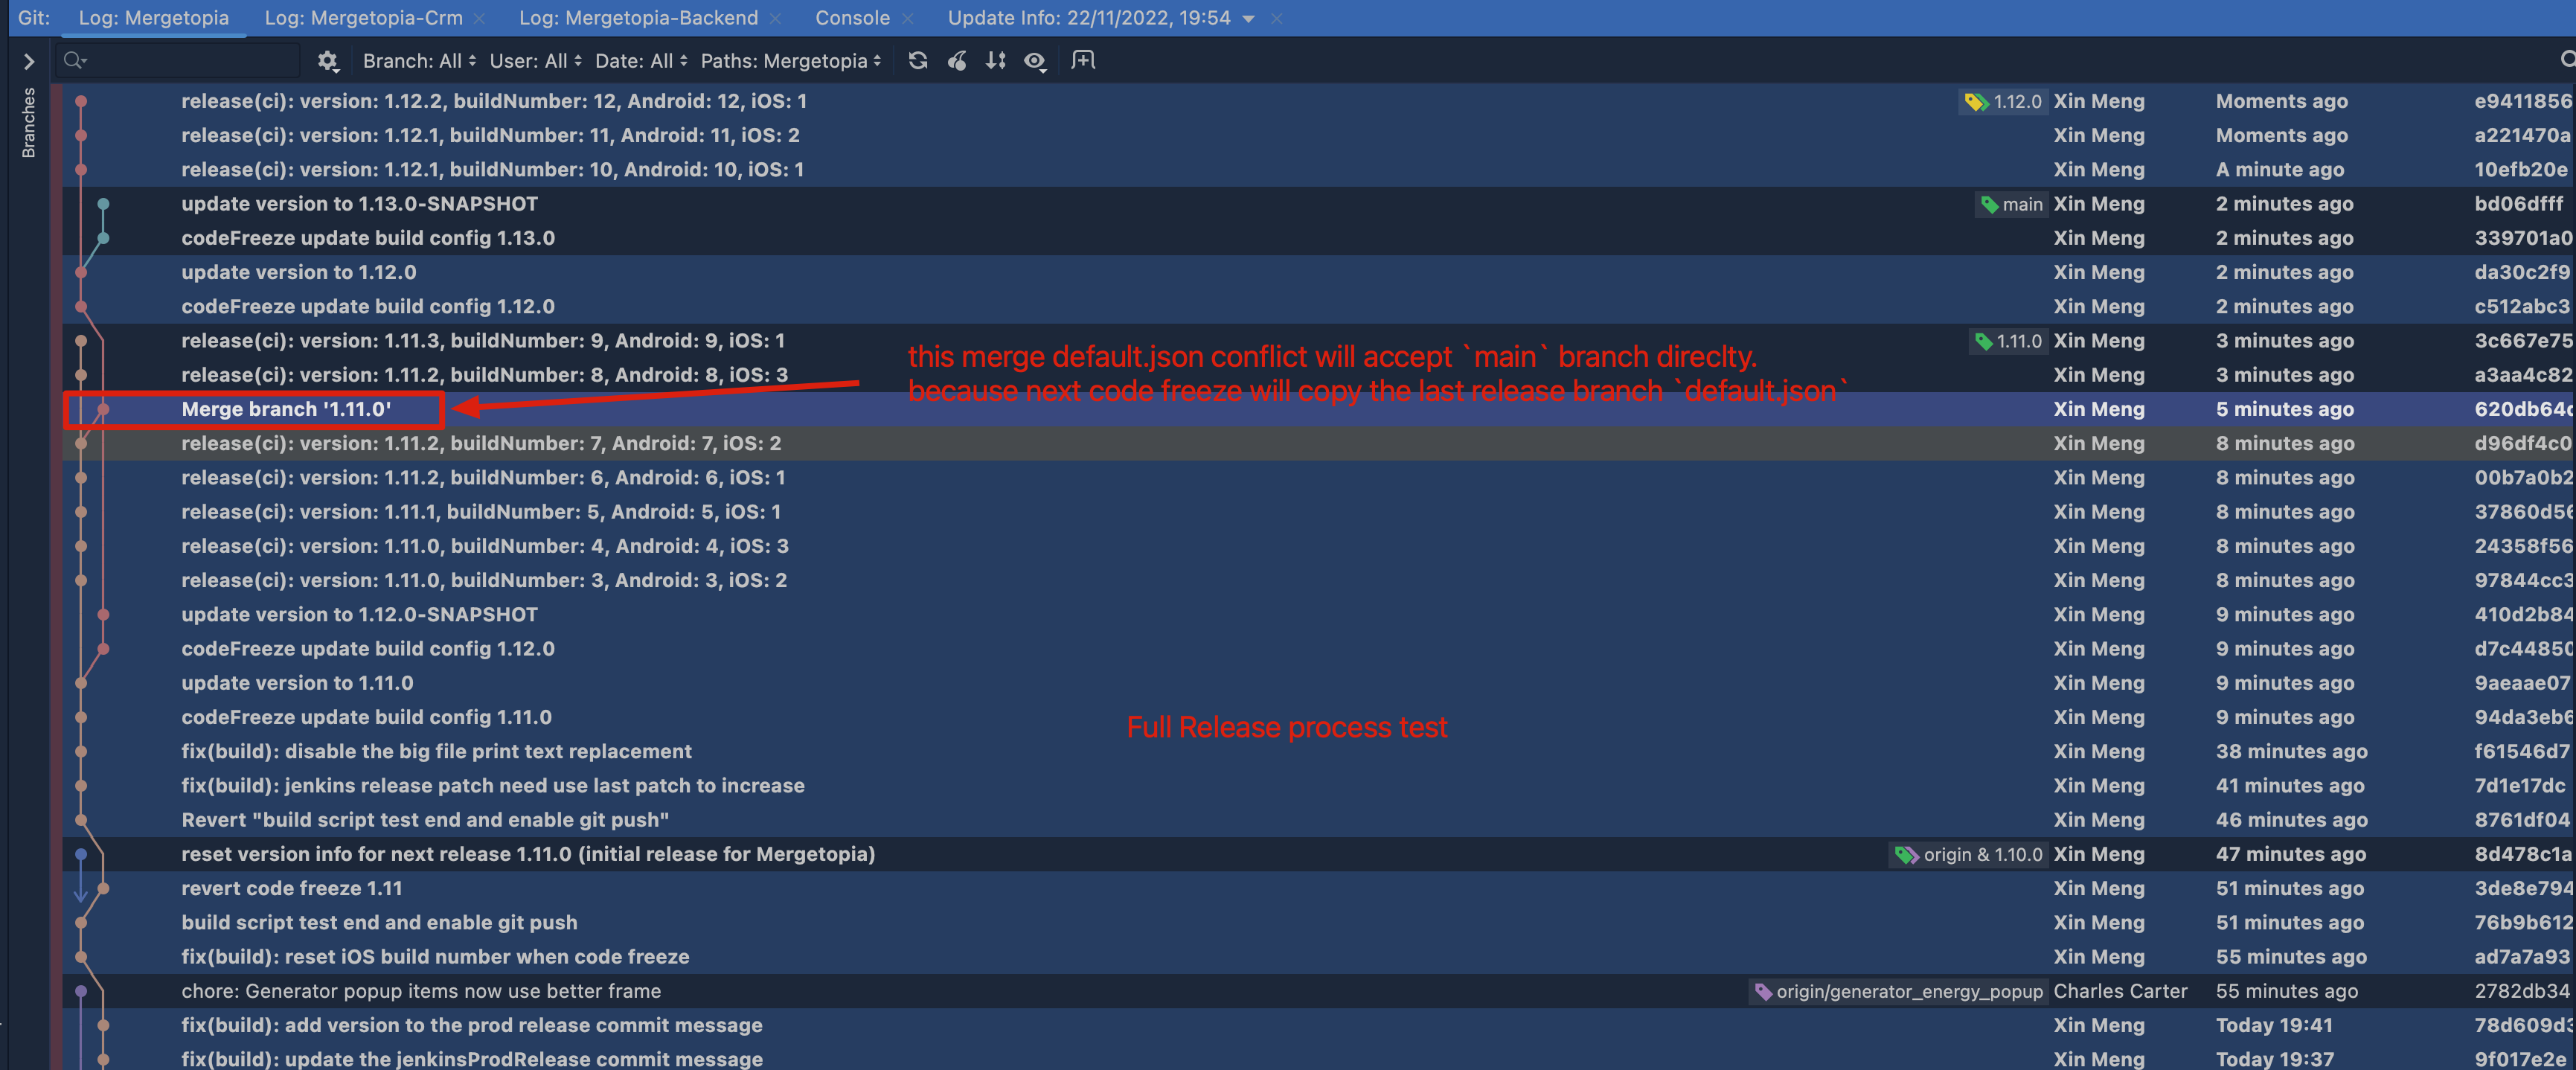 Git: Log: Mergetopia Log: Mergetopia-Crm Log: Mergetopia-Backend Console Update Info: 22/11/2022, 19:54
Branch: All User: All Date: All Paths: Mergetopia
Branches
release(ci): version: 1.12.2, buildNumber: 12, Android: 12, iOS: 1 1.12.0 Xin Meng Moments ago e9411856
release(ci): version: 1.12.1, buildNumber: 11, Android: 11, iOS: 2 Xin Meng Moments ago a221470a
release(ci): version: 1.12.1, buildNumber: 10, Android: 10, iOS: 1 Xin Meng A minute ago 10efb20e
update version to 1.13.0-SNAPSHOT main Xin Meng 2 minutes ago bd06dfff
codeFreeze update build config 1.13.0 Xin Meng 2 minutes ago 339701a0
update version to 1.12.0 Xin Meng 2 minutes ago da30c2f9
codeFreeze update build config 1.12.0 Xin Meng 2 minutes ago c512abc3
release(ci): version: 1.11.3, buildNumber: 9, Android: 9, iOS: 1 1.11.0 Xin Meng 3 minutes ago 3c667e75
this merge default.json conflict will accept `main` branch direclty.
release(ci): version: 1.11.2, buildNumber: 8, Android: 8, iOS: 3 Xin Meng 3 minutes ago a3aa4c82
because next code freeze will copy the last release branch `default.json`
Merge branch '1.11.0' Xin Meng 5 minutes ago 620db64c
release(ci): version: 1.11.2, buildNumber: 7, Android: 7, iOS: 2 Xin Meng 8 minutes ago d96df4c0
release(ci): version: 1.11.2, buildNumber: 6, Android: 6, iOS: 1 Xin Meng 8 minutes ago 00b7a0b2
release(ci): version: 1.11.1, buildNumber: 5, Android: 5, iOS: 1 Xin Meng 8 minutes ago 37860d56
release(ci): version: 1.11.0, buildNumber: 4, Android: 4, iOS: 3 Xin Meng 8 minutes ago 24358f56
release(ci): version: 1.11.0, buildNumber: 3, Android: 3, iOS: 2 Xin Meng 8 minutes ago 97844cc3
update version to 1.12.0-SNAPSHOT Xin Meng 9 minutes ago 410d2b84
codeFreeze update build config 1.12.0 Xin Meng 9 minutes ago d7c44850
update version to 1.11.0 Xin Meng 9 minutes ago 9aeaae07
codeFreeze update build config 1.11.0 Xin Meng 9 minutes ago 94da3eb6
Full Release process test
fix(build): disable the big file print text replacement Xin Meng 38 minutes ago f61546d7
fix(build): jenkins release patch need use last patch to increase Xin Meng 41 minutes ago 7d1e17dc
Revert "build script test end and enable git push" Xin Meng 46 minutes ago 8761df04
reset version info for next release 1.11.0 (initial release for Mergetopia) origin & 1.10.0 Xin Meng 47 minutes ago 8d478c1a
revert code freeze 1.11 Xin Meng 51 minutes ago 3de8e794
build script test end and enable git push Xin Meng 51 minutes ago 76b9b612
fix(build): reset iOS build number when code freeze Xin Meng 55 minutes ago ad7a7a93
chore: Generator popup items now use better frame origin/generator_energy_popup Charles Carter 55 minutes ago 2782db34
fix(build): add version to the prod release commit message Xin Meng Today 19:41 78d609d3
fix(build): update the jenkinsProdRelease commit message Xin Meng Today 19:37 9f017e2e